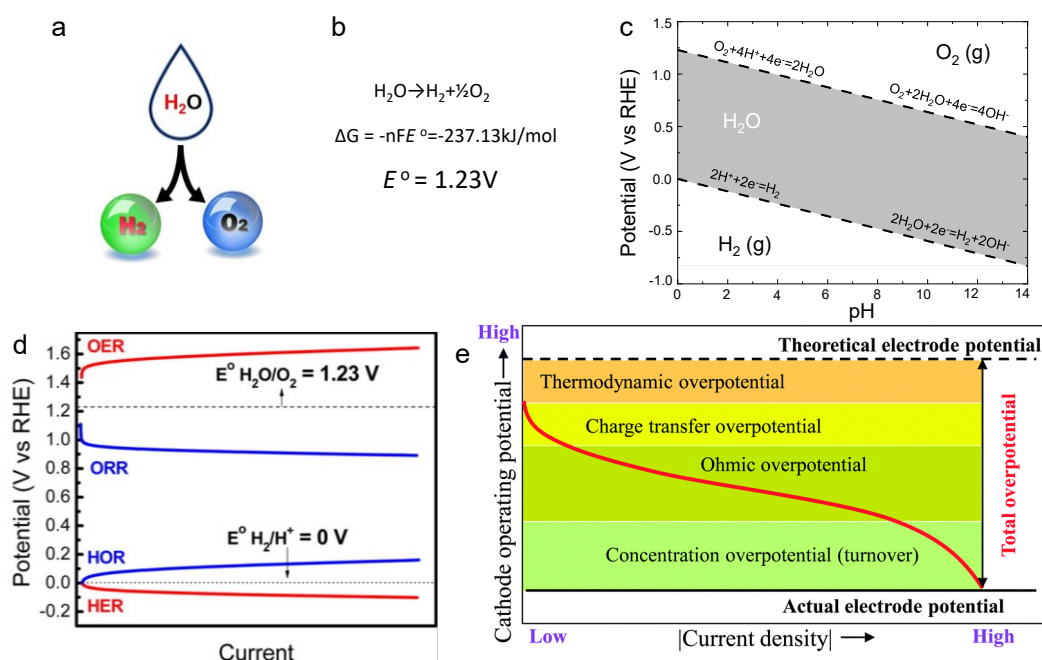 a
H₂O
H₂
O₂
b
H₂O→H₂+½O₂
ΔG = -nFE º=-237.13kJ/mol
E º = 1.23V
c
Potential (V vs RHE)
1.5
1.0
0.5
0.0
-0.5
-1.0
O₂+4H⁺+4e⁻=2H₂O
O₂ (g)
O₂+2H₂O+4e⁻=4OH⁻
H₂O
2H⁺+2e⁻=H₂
2H₂O+2e⁻=H₂+2OH⁻
H₂ (g)
0 2 4 6 8 10 12 14
pH
d
Potential (V vs RHE)
1.6
1.4
1.2
1.0
0.8
0.6
0.4
0.2
0.0
-0.2
OER
E° H₂O/O₂ = 1.23 V
ORR
HOR
E° H₂/H⁺ = 0 V
HER
Current
e
High
Cathode operating potential
Theoretical electrode potential
Thermodynamic overpotential
Charge transfer overpotential
Ohmic overpotential
Concentration overpotential (turnover)
Total overpotential
Actual electrode potential
Low |Current density| High